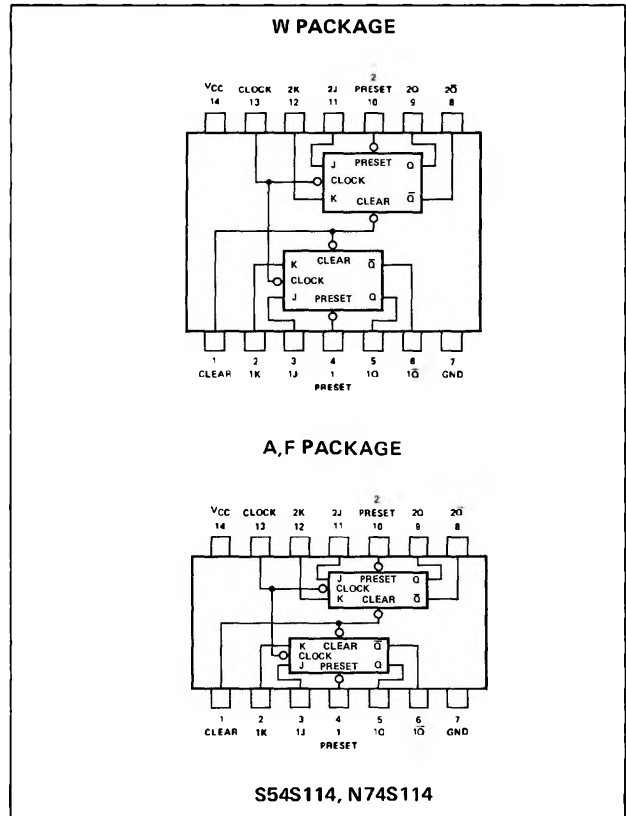 W PACKAGE
2
VCC CLOCK 2K 2J PRESET 2Q 2Q̅
14 13 12 11 10 9 8
J PRESET Q
CLOCK
K CLEAR Q̅
K CLEAR Q̅
CLOCK
J PRESET Q
1 2 3 4 5 6 7
CLEAR 1K 1J 1 1Q 1Q̅ GND
PRESET
A,F PACKAGE
2
VCC CLOCK 2K 2J PRESET 2Q 2Q̅
14 13 12 11 10 9 8
J PRESET Q
CLOCK
K CLEAR Q̅
K CLEAR Q̅
CLOCK
J PRESET Q
1 2 3 4 5 6 7
CLEAR 1K 1J 1 1Q 1Q̅ GND
PRESET
S54S114, N74S114